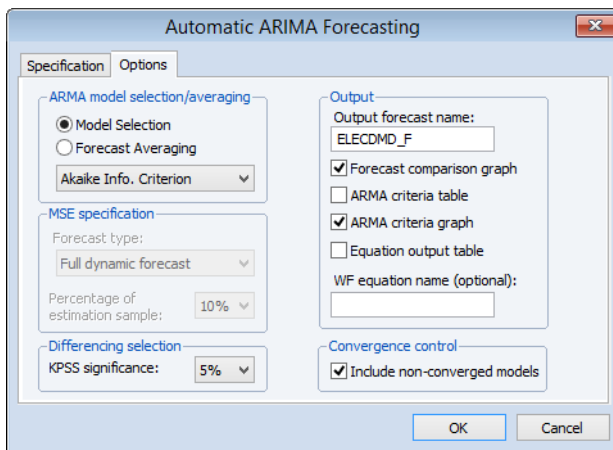 Automatic ARIMA Forecasting
Specification
Options
ARMA model selection/averaging
Model Selection
Forecast Averaging
Akaike Info. Criterion
MSE specification
Forecast type:
Full dynamic forecast
Percentage of
estimation sample:
10%
Differencing selection
KPSS significance:
5%
Output
Output forecast name:
ELECDMD_F
Forecast comparison graph
ARMA criteria table
ARMA criteria graph
Equation output table
WF equation name (optional):
Convergence control
Include non-converged models
OK
Cancel